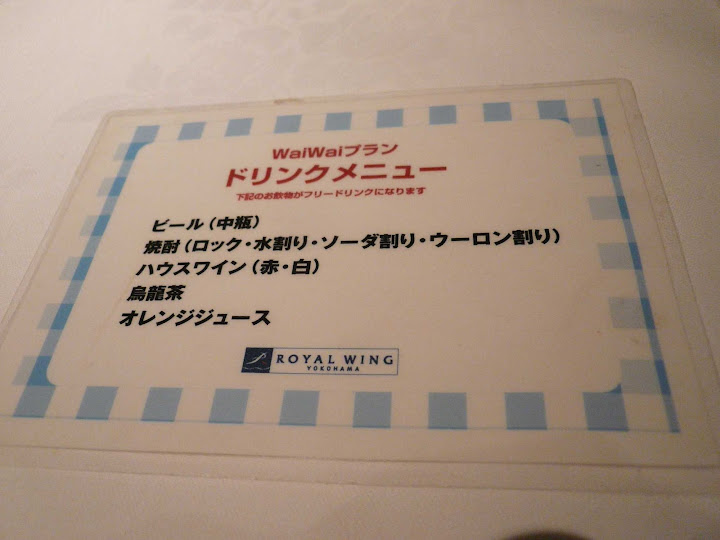 WaiWaiプラン
ドリンクメニュー
下記のお飲物がフリードリンクになります
ビール(中瓶)
焼酎(ロック・水割り・ソーダ割り・ウーロン割り)
ハウスワイン(赤・白)
烏龍茶
オレンジジュース
ROYAL WING
YOKOHAMA